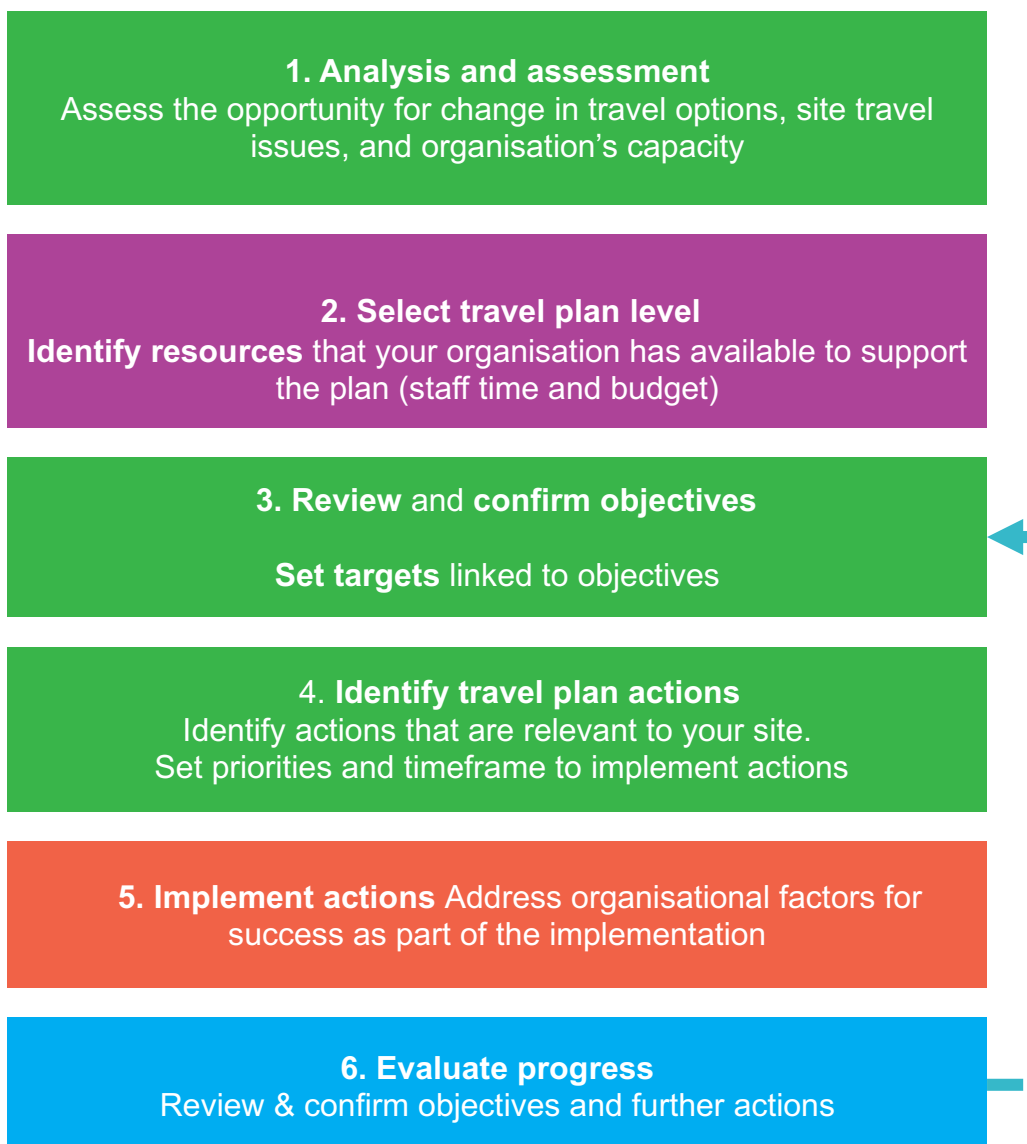 1. Analysis and assessment
Assess the opportunity for change in travel options, site travel
issues, and organisation's capacity
2. Select travel plan level
Identify resources that your organisation has available to support
the plan (staff time and budget)
3. Review and confirm objectives
Set targets linked to objectives
4. Identify travel plan actions
Identify actions that are relevant to your site.
Set priorities and timeframe to implement actions
5. Implement actions Address organisational factors for
success as part of the implementation
6. Evaluate progress
Review & confirm objectives and further actions